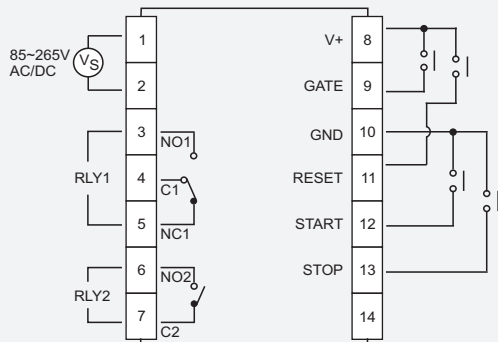 85~265V
AC/DC
VS
1
2
3
4
5
6
7
RLY1
RLY2
NO1
C1
NC1
NO2
C2
V+
8
GATE
9
GND
10
RESET
11
START
12
STOP
13
14